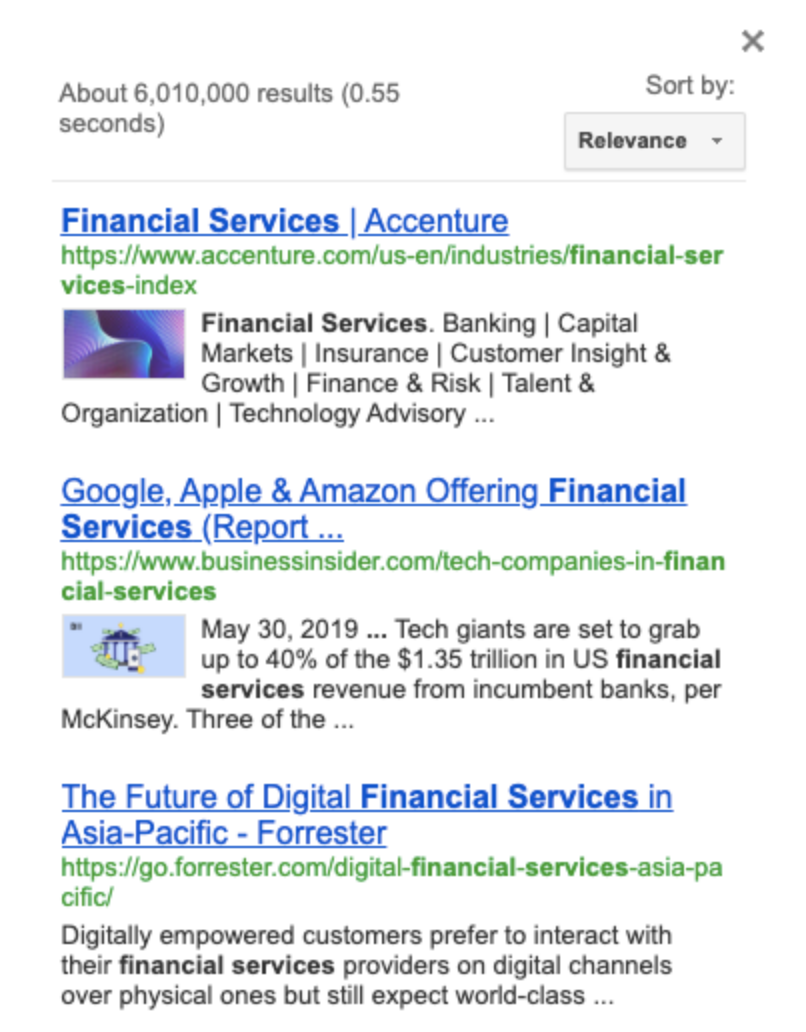 About 6,010,000 results (0.55
seconds)
Sort by:
Relevance
Financial Services | Accenture
https://www.accenture.com/us-en/industries/financial-ser
vices-index
Financial Services. Banking | Capital
Markets | Insurance | Customer Insight &
Growth | Finance & Risk | Talent &
Organization | Technology Advisory ...
Google, Apple & Amazon Offering Financial
Services (Report ...
https://www.businessinsider.com/tech-companies-in-finan
cial-services
May 30, 2019 ... Tech giants are set to grab
up to 40% of the $1.35 trillion in US financial
services revenue from incumbent banks, per
McKinsey. Three of the ...
The Future of Digital Financial Services in
Asia-Pacific - Forrester
https://go.forrester.com/digital-financial-services-asia-pa
cific/
Digitally empowered customers prefer to interact with
their financial services providers on digital channels
over physical ones but still expect world-class ...